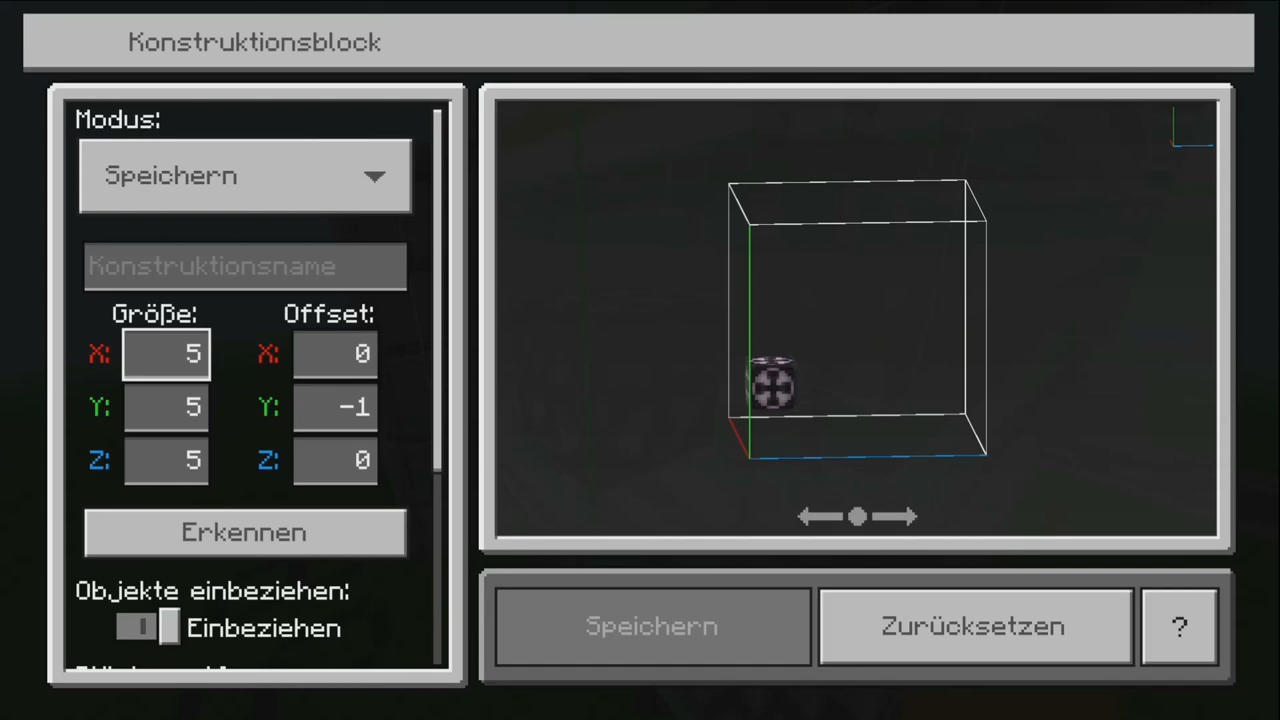 Konstruktionsblock
Modus:
Speichern
Konstruktionsname
Größe: Offset:
X: 5 X: 0
Y: 5 Y: -1
Z: 5 Z: 0
Erkennen
Objekte einbeziehen:
Einbeziehen
Speichern Zurücksetzen ?